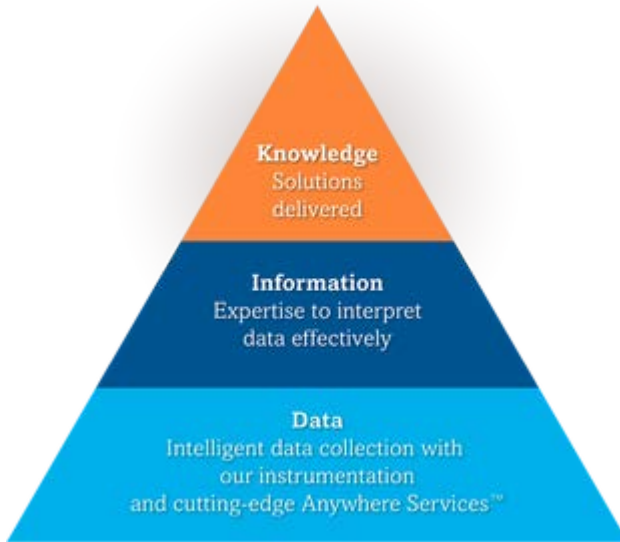 Knowledge
Solutions
delivered
Information
Expertise to interpret
data effectively
Data
Intelligent data collection with
our instrumentation
and cutting-edge Anywhere Services™